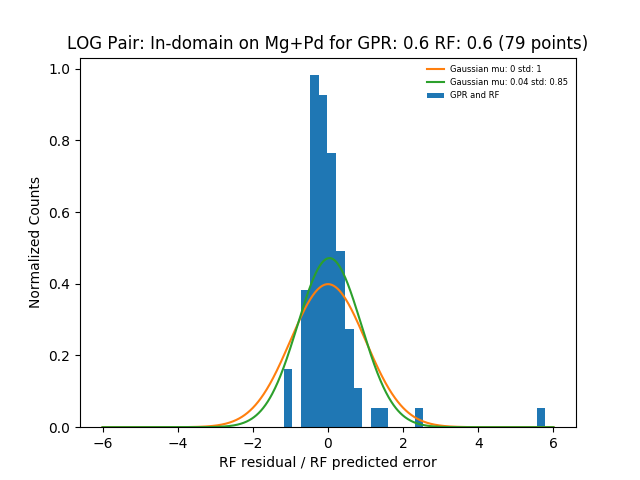 LOG Pair: In-domain on Mg+Pd for GPR: 0.6 RF: 0.6 (79 points)
Gaussian mu: 0 std: 1
Gaussian mu: 0.04 std: 0.85
GPR and RF
1.0
0.8
0.6
0.4
0.2
0.0
Normalized Counts
−6 −4 −2 0 2 4 6
RF residual / RF predicted error